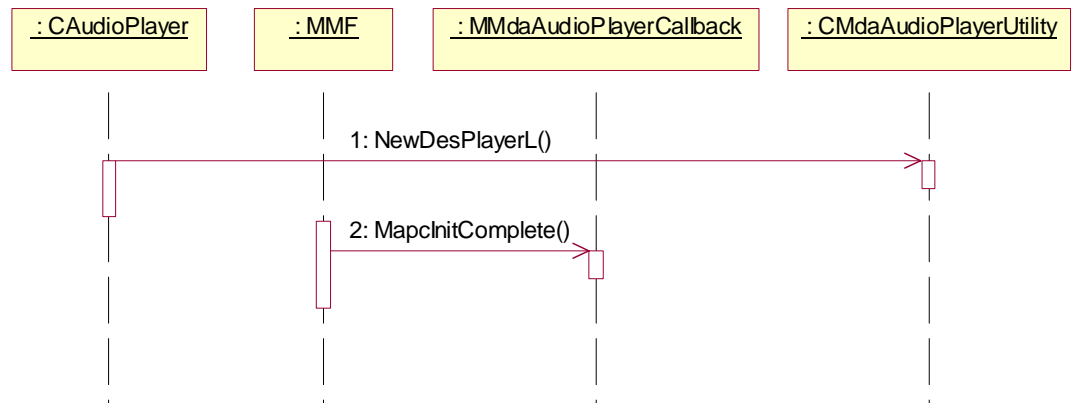 : CAudioPlayer
: MMF
: MMdaAudioPlayerCallback
: CMdaAudioPlayerUtility
1: NewDesPlayerL()
2: MapcInitComplete()